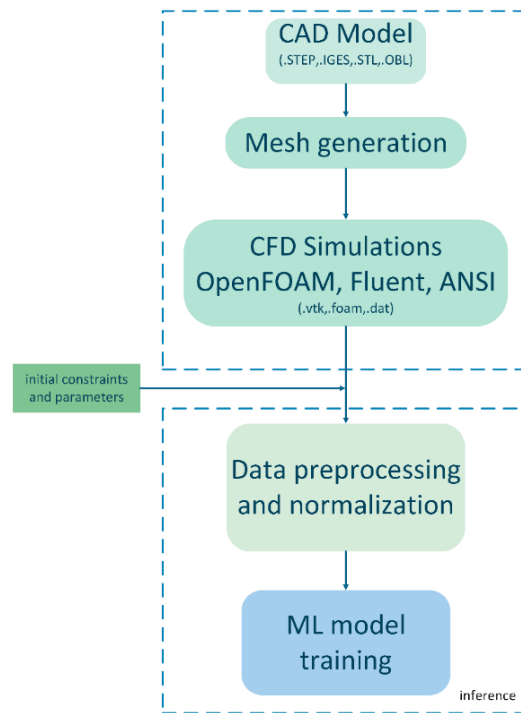 CAD Model
(.STEP,.IGES,.STL,.OBL)
Mesh generation
CFD Simulations
OpenFOAM, Fluent, ANSI
(.vtk,.foam,.dat)
initial constraints
and parameters
Data preprocessing
and normalization
ML model
training
inference